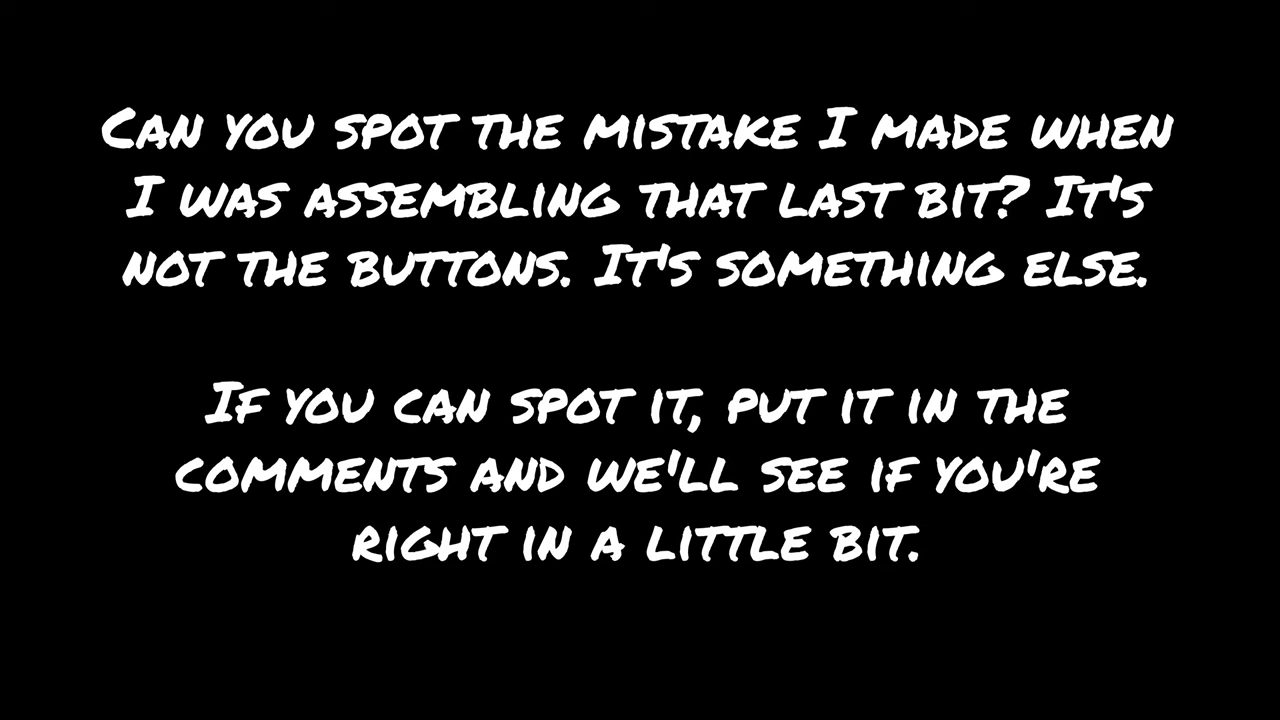 Can you spot the mistake I made when
I was assembling that last bit? It's
not the buttons. It's something else.
If you can spot it, put it in the
comments and we'll see if you're
right in a little bit.